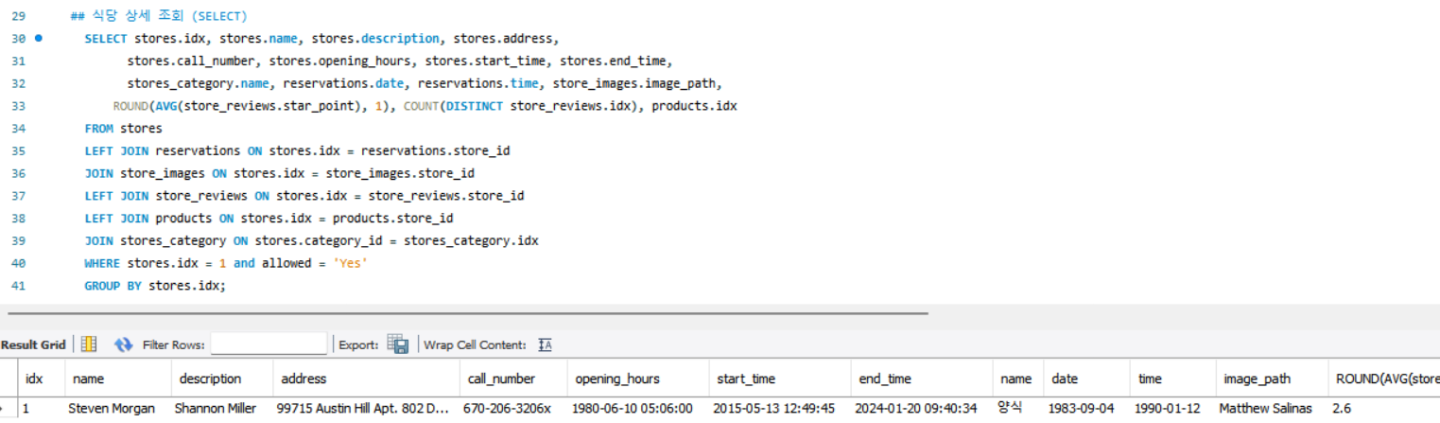 29 ## 식당 상세 조회 (SELECT)
30 SELECT stores.idx, stores.name, stores.description, stores.address,
31 stores.call_number, stores.opening_hours, stores.start_time, stores.end_time,
32 stores_category.name, reservations.date, reservations.time, store_images.image_path,
33 ROUND(AVG(store_reviews.star_point), 1), COUNT(DISTINCT store_reviews.idx), products.idx
34 FROM stores
35 LEFT JOIN reservations ON stores.idx = reservations.store_id
36 JOIN store_images ON stores.idx = store_images.store_id
37 LEFT JOIN store_reviews ON stores.idx = store_reviews.store_id
38 LEFT JOIN products ON stores.idx = products.store_id
39 JOIN stores_category ON stores.category_id = stores_category.idx
40 WHERE stores.idx = 1 and allowed = 'Yes'
41 GROUP BY stores.idx;
Result Grid Filter Rows: Export: Wrap Cell Content:
idx name description address call_number opening_hours start_time end_time name date time image_path ROUND(AVG(store
1 Steven Morgan Shannon Miller 99715 Austin Hill Apt. 802 D... 670-206-3206x 1980-06-10 05:06:00 2015-05-13 12:49:45 2024-01-20 09:40:34 양식 1983-09-04 1990-01-12 Matthew Salinas 2.6